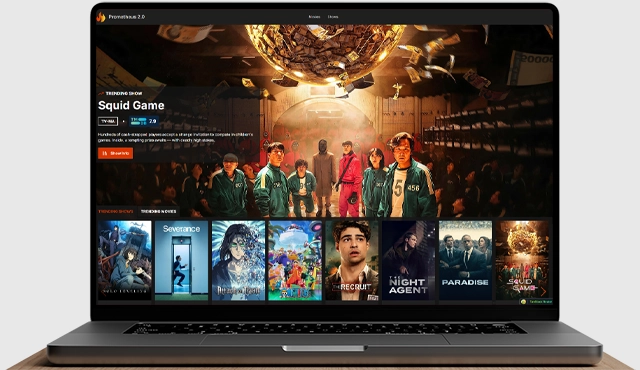 Prometheus 2.0
Movies Shows
TRENDING SHOW
Squid Game
TV-MA 7.9
Hundreds of cash-strapped players accept a strange invitation to compete in children's
games. Inside, a tempting prize awaits — with deadly high stakes.
TRENDING SHOWS TRENDING MOVIES
Severance
RECRUIT
THE
NIGHT
AGENT
PARADISE
SQUID
GAME
456